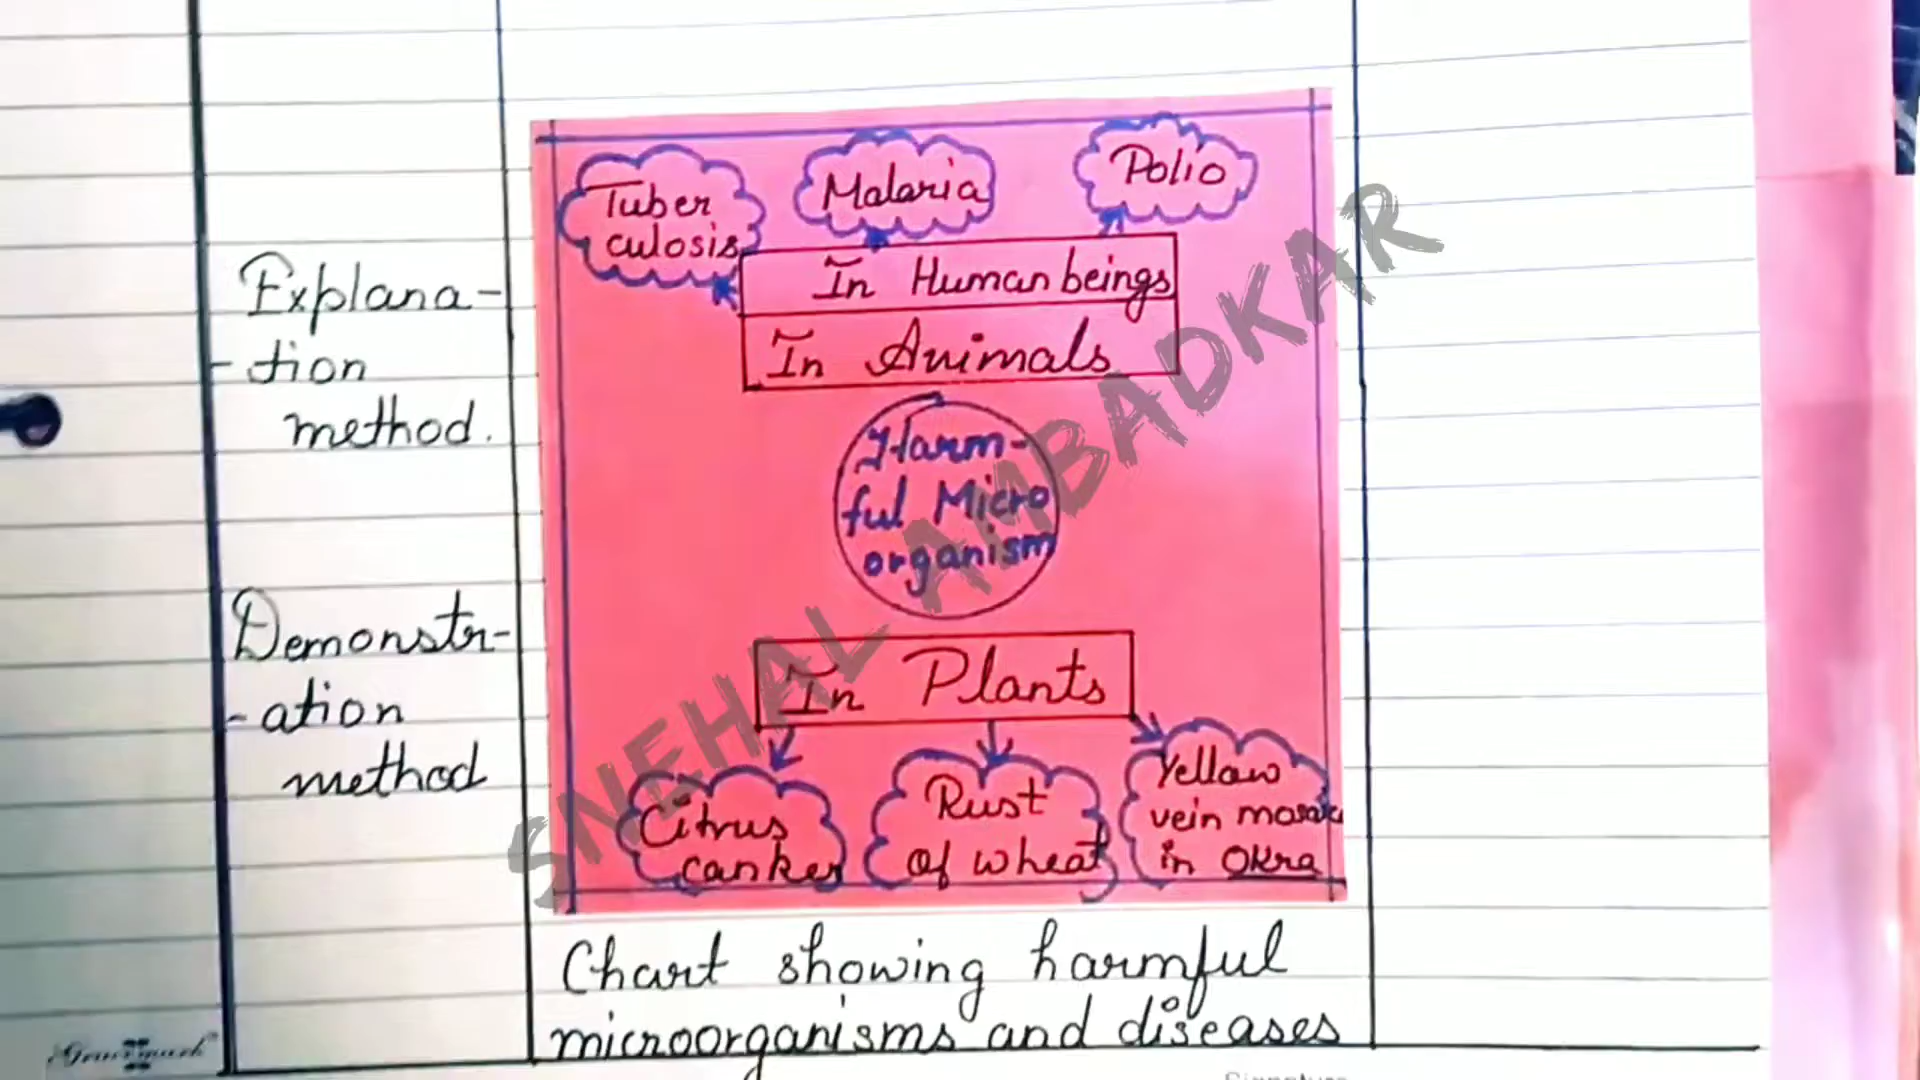 Explana-
-tion
method.
Demonstr-
-ation
method
Tuber
culosis
Malaria
Polio
In Human beings
In Animals
Harm-
ful Micro
organism
In Plants
Citrus
canker
Rust
of wheat
Yellow
vein mosaic
in Okra
Chart showing harmful
microorganisms and diseases
SNEHAL AMBADKAR